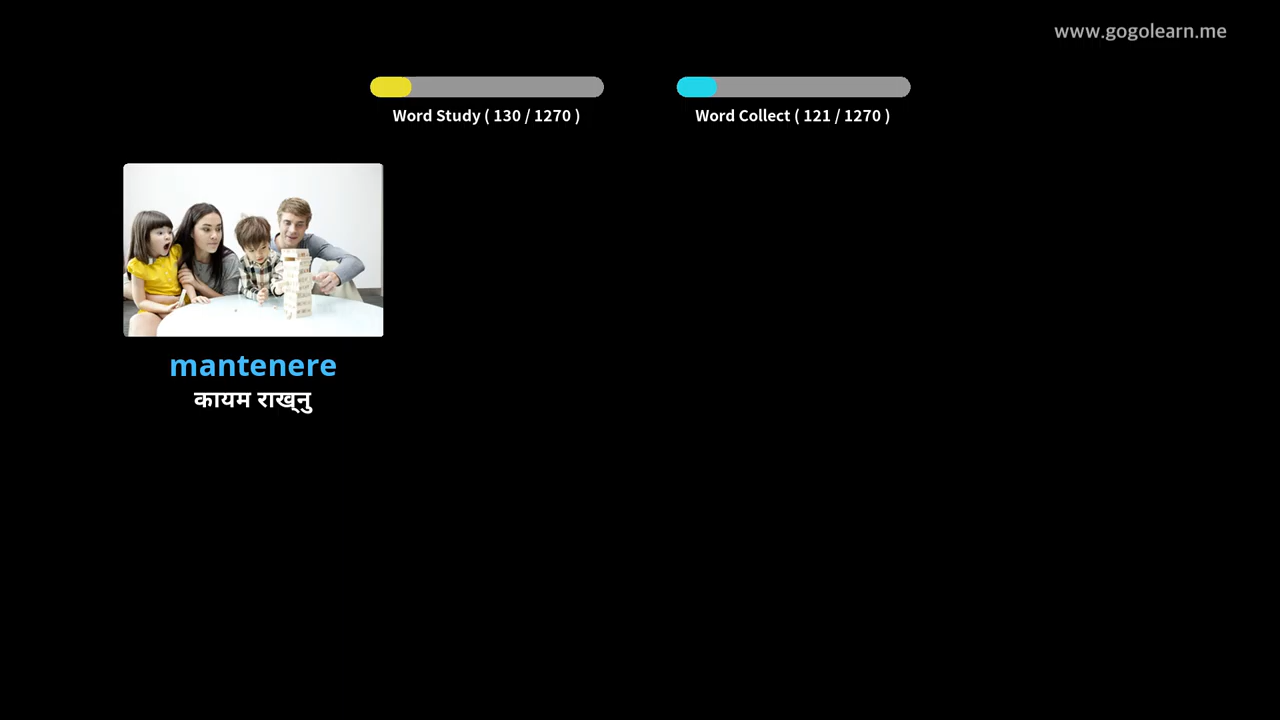 www.gogolearn.me
Word Study ( 130 / 1270 )
Word Collect ( 121 / 1270 )
mantenere
कायम राख्नु